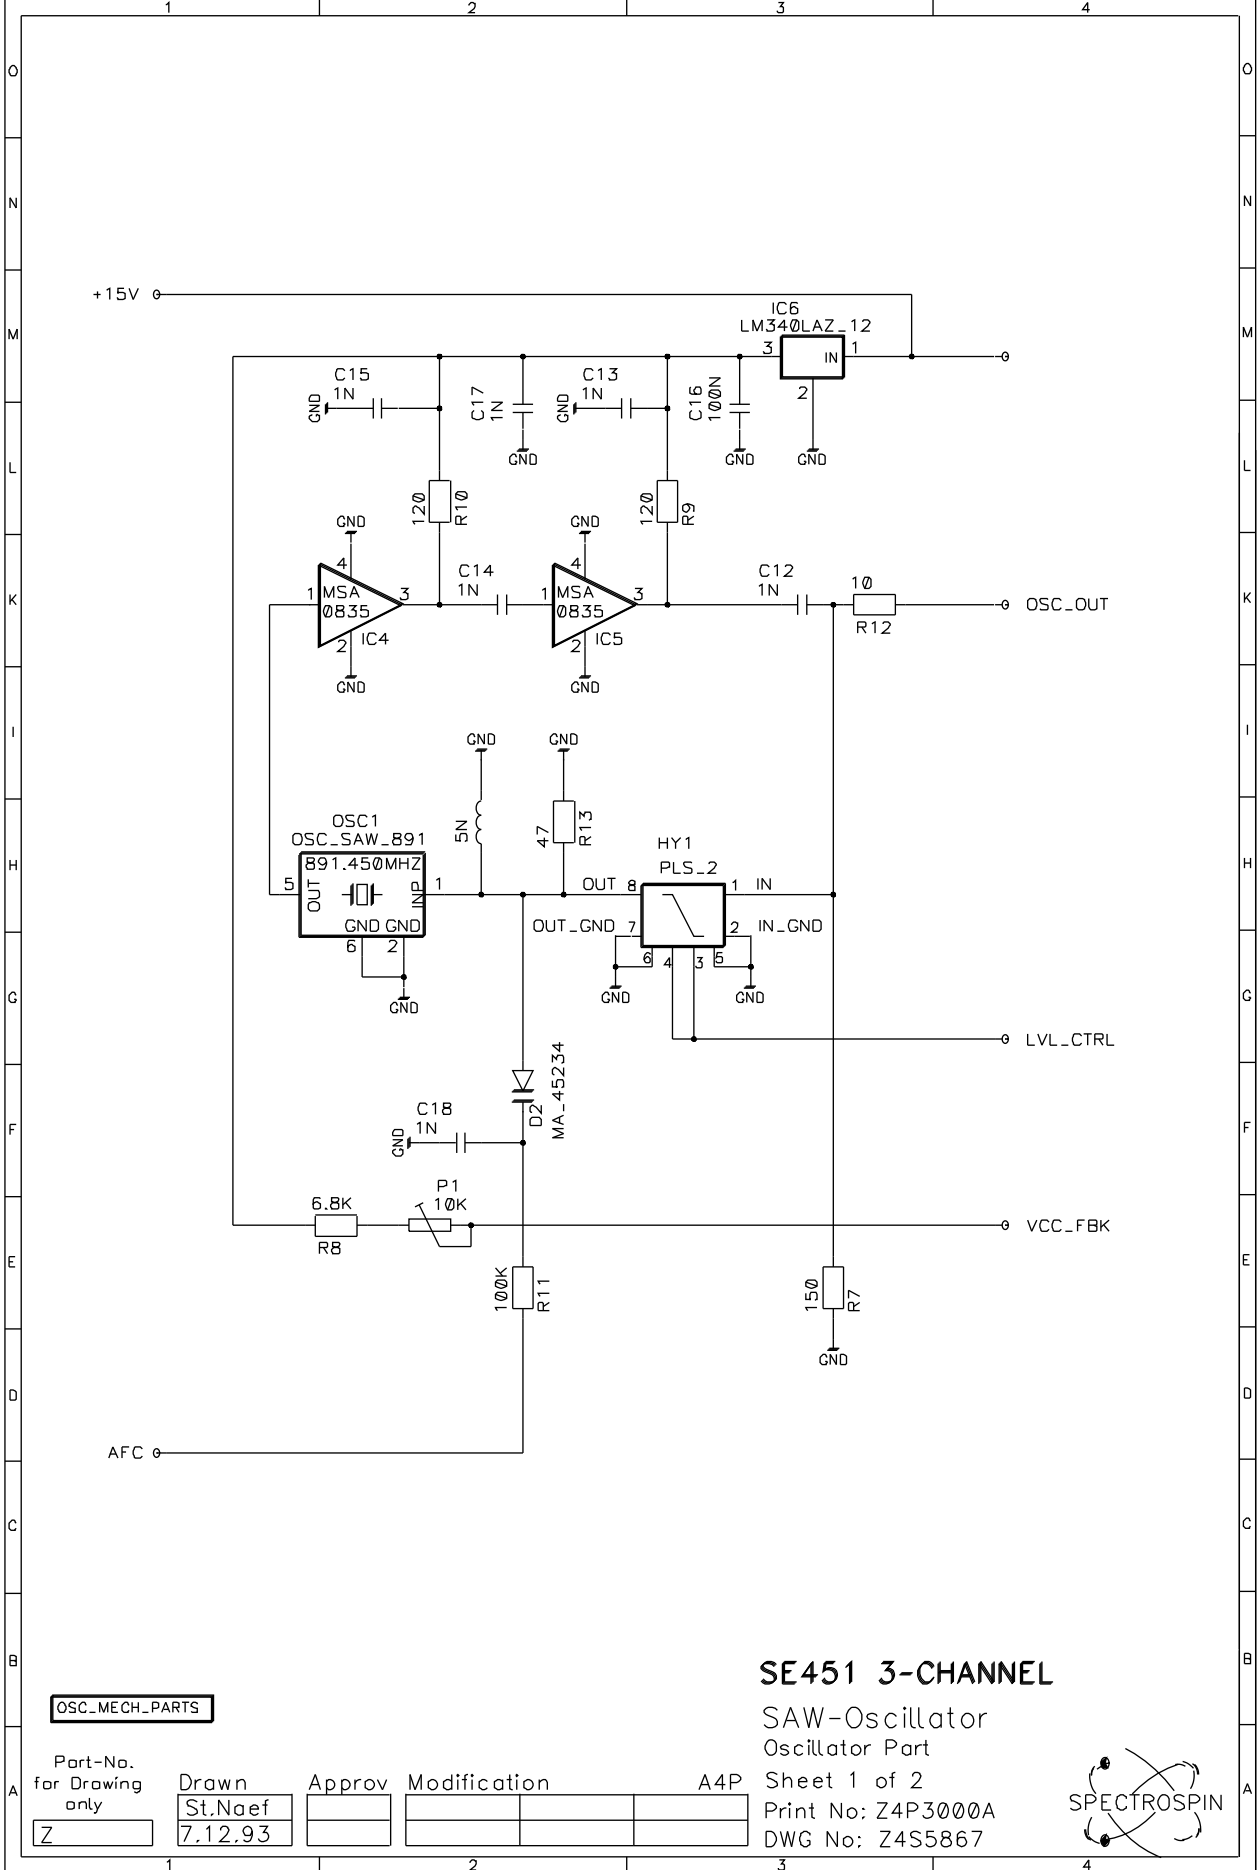 1 2 3 4
O O
N N
M M
L L
K K
I I
H H
G G
F F
E E
D D
C C
B B
A A
+15V
IC6
LM340LAZ_12
3 IN 1
2
GND
C15
1N
GND
C17
1N
GND
C13
1N
GND
C16
100N
GND
120
R10
120
R9
GND
4
1 MSA 3
0835
2 IC4
GND
C14
1N
GND
4
1 MSA 3
0835
2 IC5
GND
C12
1N
10
R12
OSC_OUT
GND
5N
GND
47
R13
OSC1
OSC_SAW_891
891.450MHZ
5 OUT INP 1
GND GND
6 2
GND
HY1
PLS_2
OUT 8 1 IN
OUT_GND 7 2 IN_GND
6 4 3 5
GND GND
LVL_CTRL
D2
MA_45234
C18
1N
GND
6.8K
R8
P1
10K
VCC_FBK
100K
R11
150
R7
GND
AFC
OSC_MECH_PARTS
SE451 3-CHANNEL
SAW-Oscillator
Oscillator Part
Sheet 1 of 2
Print No: Z4P3000A
DWG No: Z4S5867
Part-No.
for Drawing
only
Z
Drawn
St.Naef
7.12.93
Approv
Modification
A4P
SPECTROSPIN
1 2 3 4